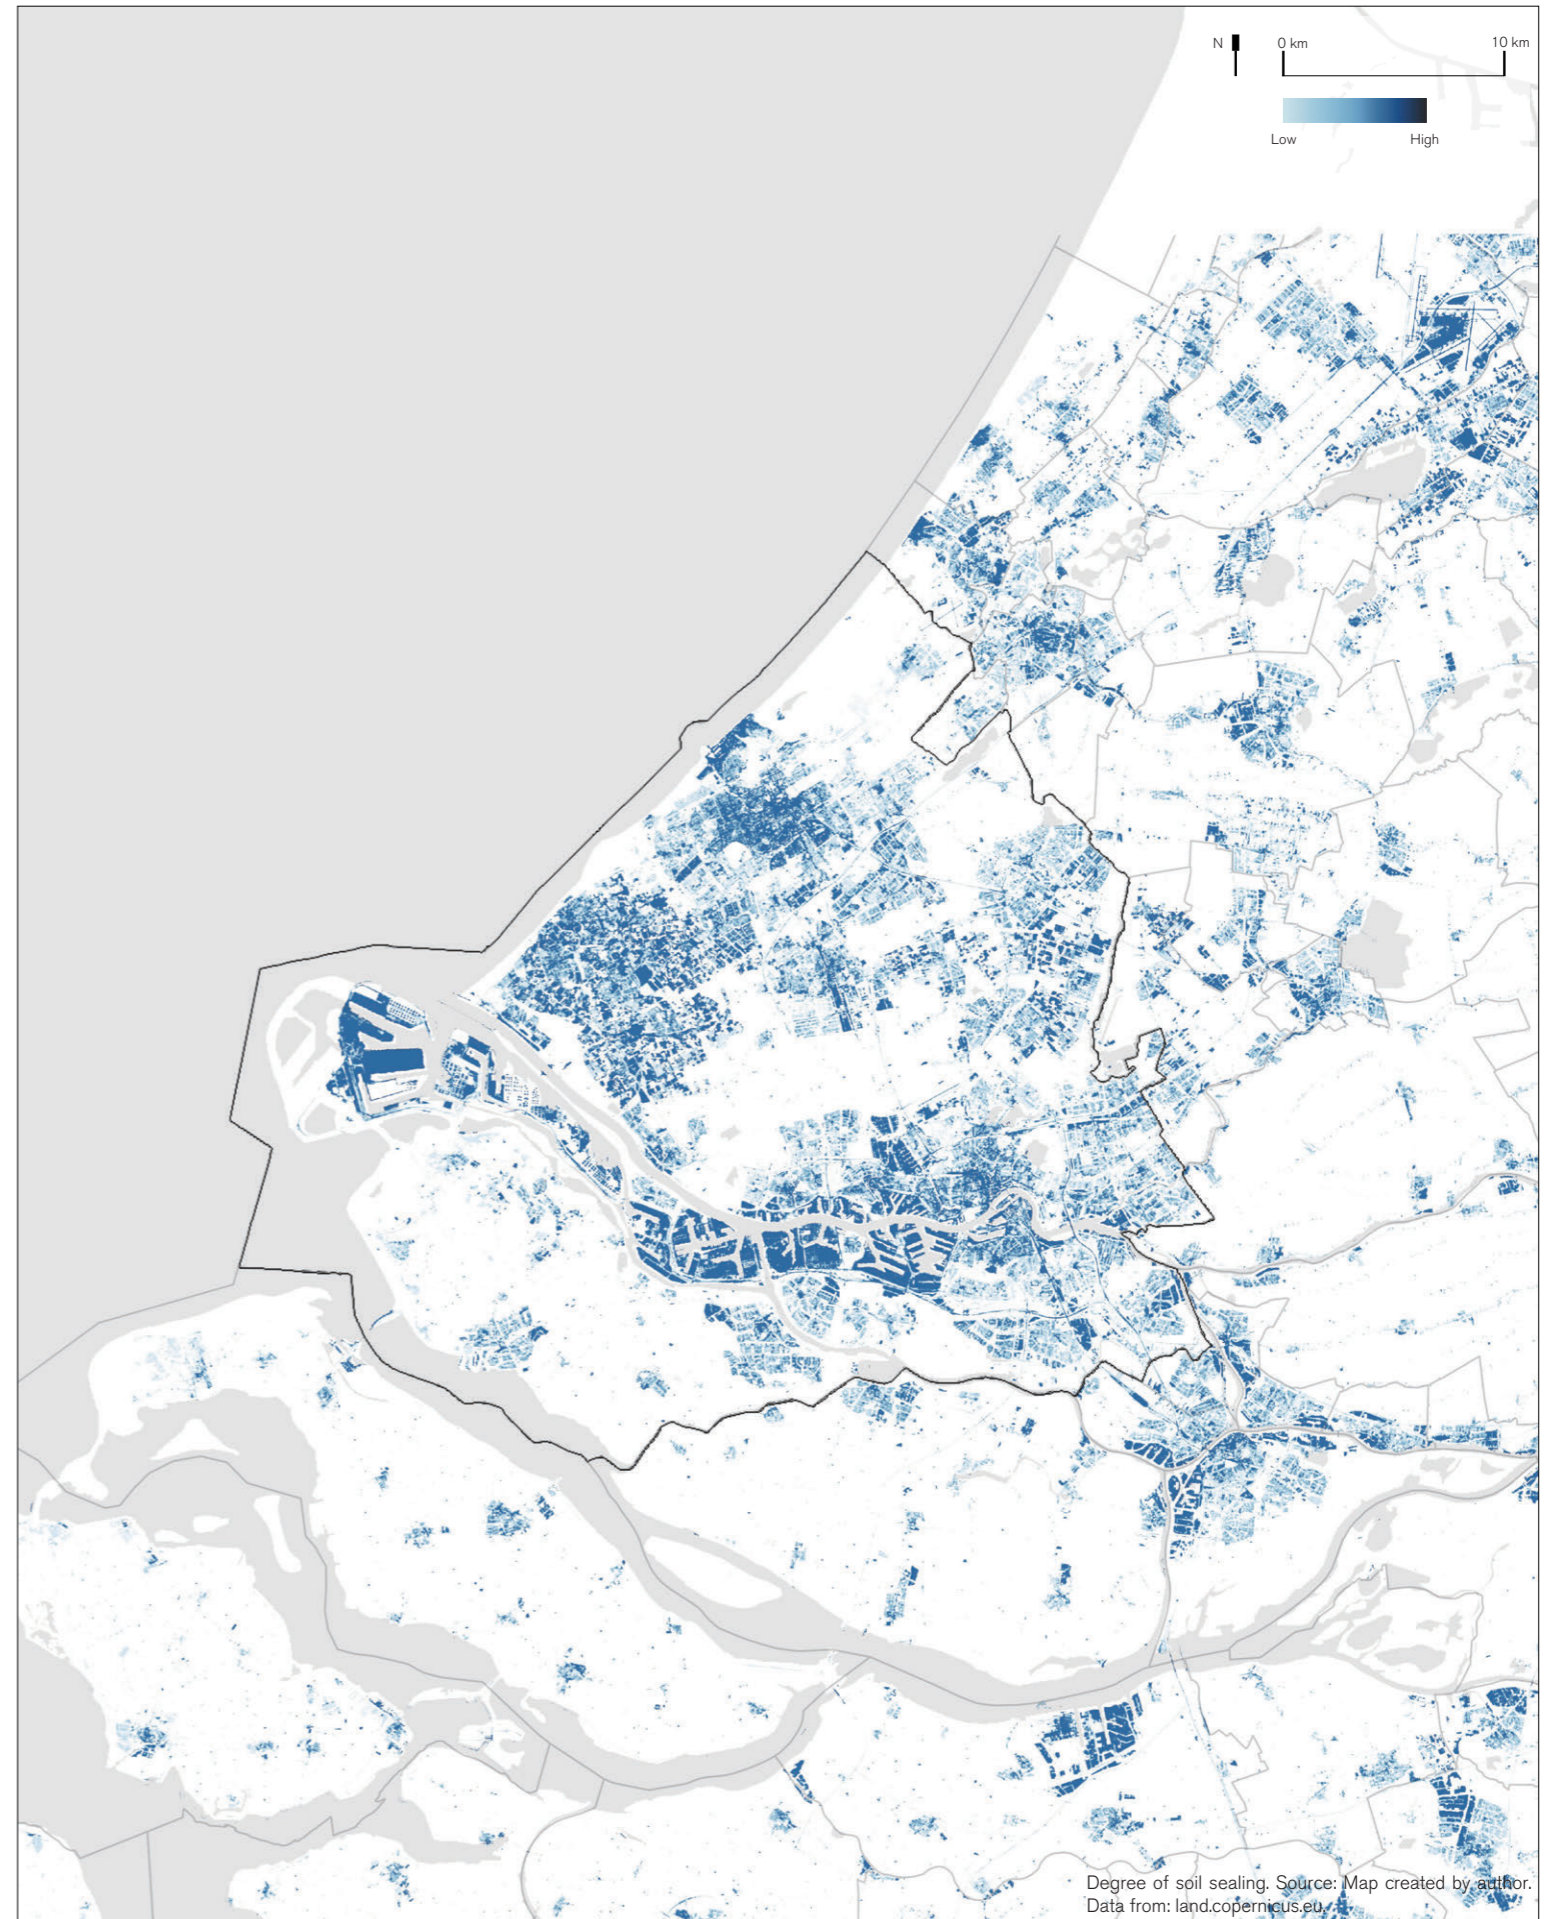 N
0 km 10 km
Low High
Degree of soil sealing. Source: Map created by author.
Data from: land.copernicus.eu.